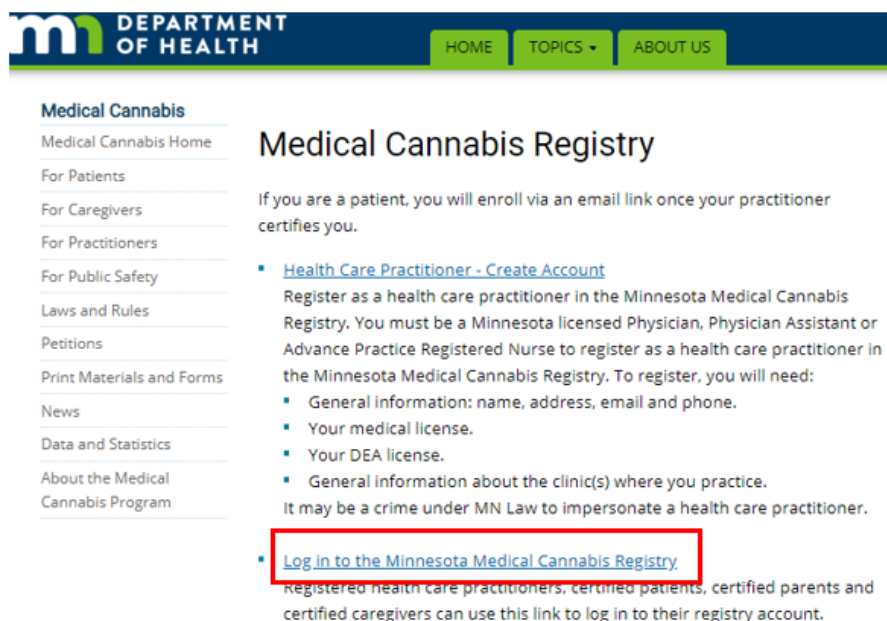 mn DEPARTMENT
OF HEALTH
HOME TOPICS ABOUT US
Medical Cannabis
Medical Cannabis Home
For Patients
For Caregivers
For Practitioners
For Public Safety
Laws and Rules
Petitions
Print Materials and Forms
News
Data and Statistics
About the Medical
Cannabis Program
Medical Cannabis Registry
If you are a patient, you will enroll via an email link once your practitioner
certifies you.
Health Care Practitioner - Create Account
Register as a health care practitioner in the Minnesota Medical Cannabis
Registry. You must be a Minnesota licensed Physician, Physician Assistant or
Advance Practice Registered Nurse to register as a health care practitioner in
the Minnesota Medical Cannabis Registry. To register, you will need:
General information: name, address, email and phone.
Your medical license.
Your DEA license.
General information about the clinic(s) where you practice.
It may be a crime under MN Law to impersonate a health care practitioner.
Log in to the Minnesota Medical Cannabis Registry
Registered health care practitioners, certified patients, certified parents and
certified caregivers can use this link to log in to their registry account.